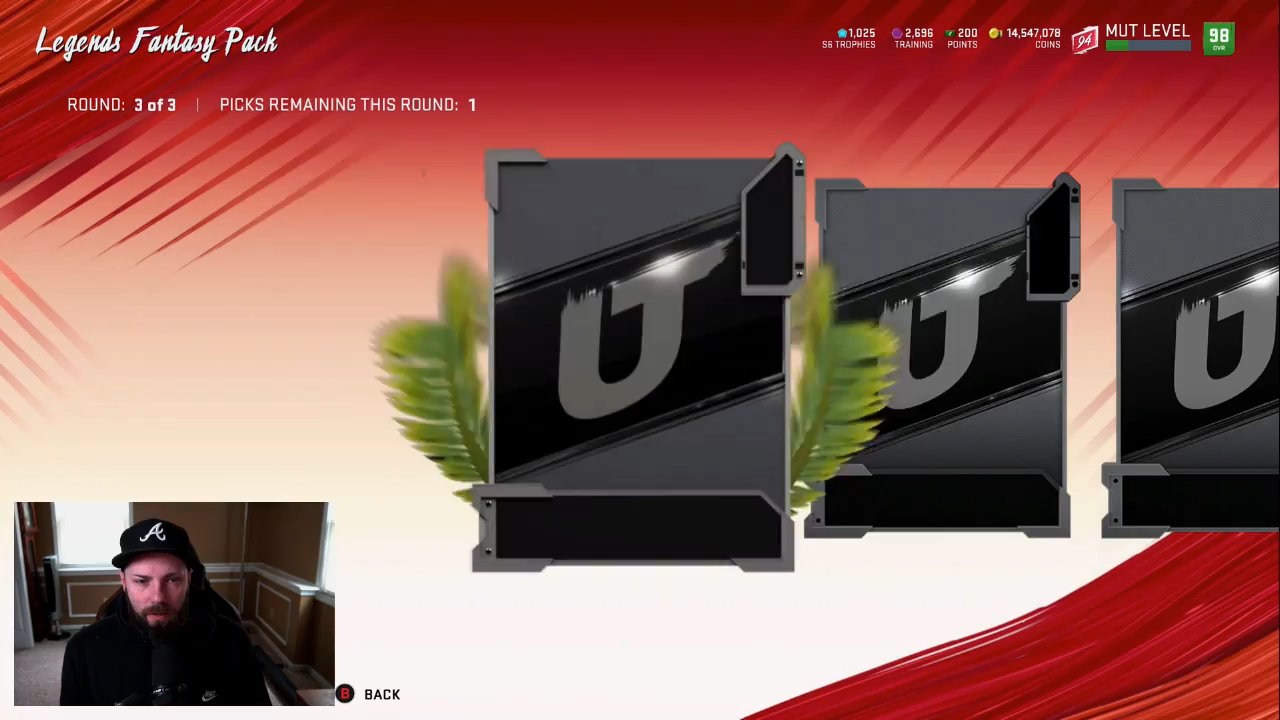 Legends Fantasy Pack
1,025
S6 TROPHIES
2,696
TRAINING
200
POINTS
14,547,078
COINS
94
MUT LEVEL
98
OVR
ROUND: 3 of 3 | PICKS REMAINING THIS ROUND: 1
U
U
U
A
B BACK